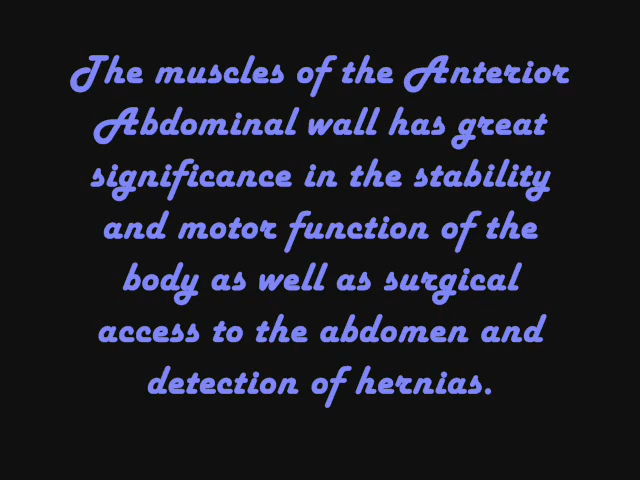 The muscles of the Anterior
Abdominal wall has great
significance in the stability
and motor function of the
body as well as surgical
access to the abdomen and
detection of hernias.